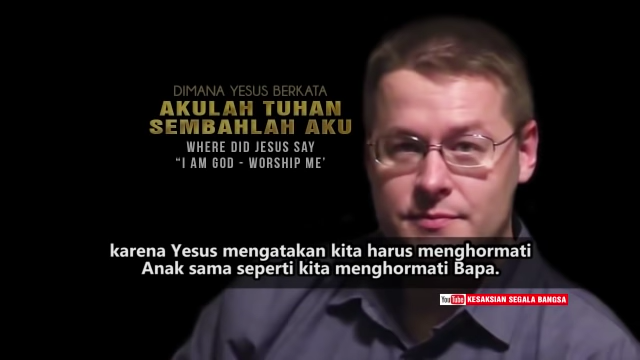 DIMANA YESUS BERKATA
AKULAH TUHAN
SEMBAHLAH AKU
WHERE DID JESUS SAY
“I AM GOD - WORSHIP ME’
karena Yesus mengatakan kita harus menghormati
Anak sama seperti kita menghormati Bapa.
YouTube KESAKSIAN SEGALA BANGSA